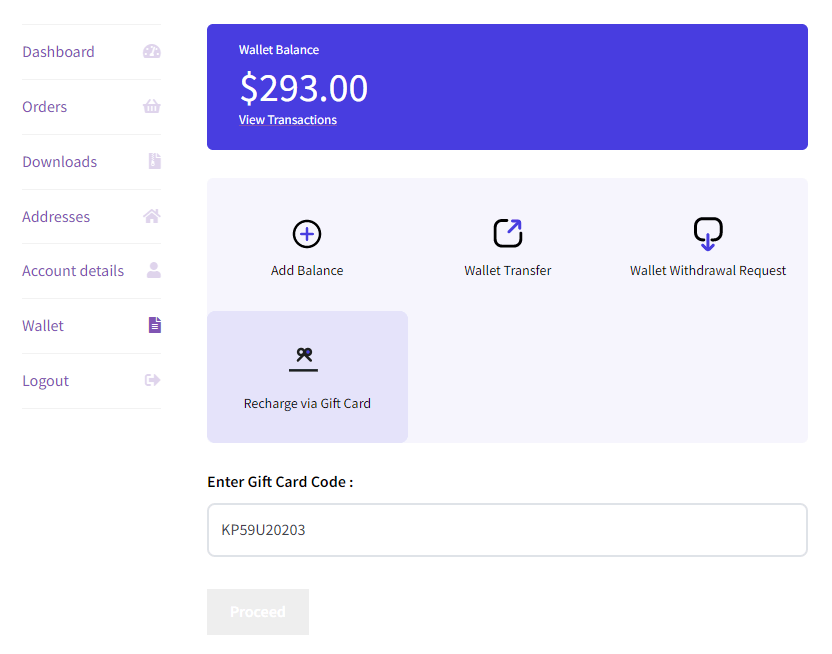 Dashboard
Orders
Downloads
Addresses
Account details
Wallet
Logout
Wallet Balance
$293.00
View Transactions
Add Balance
Wallet Transfer
Wallet Withdrawal Request
Recharge via Gift Card
Enter Gift Card Code :
KP59U20203
Proceed